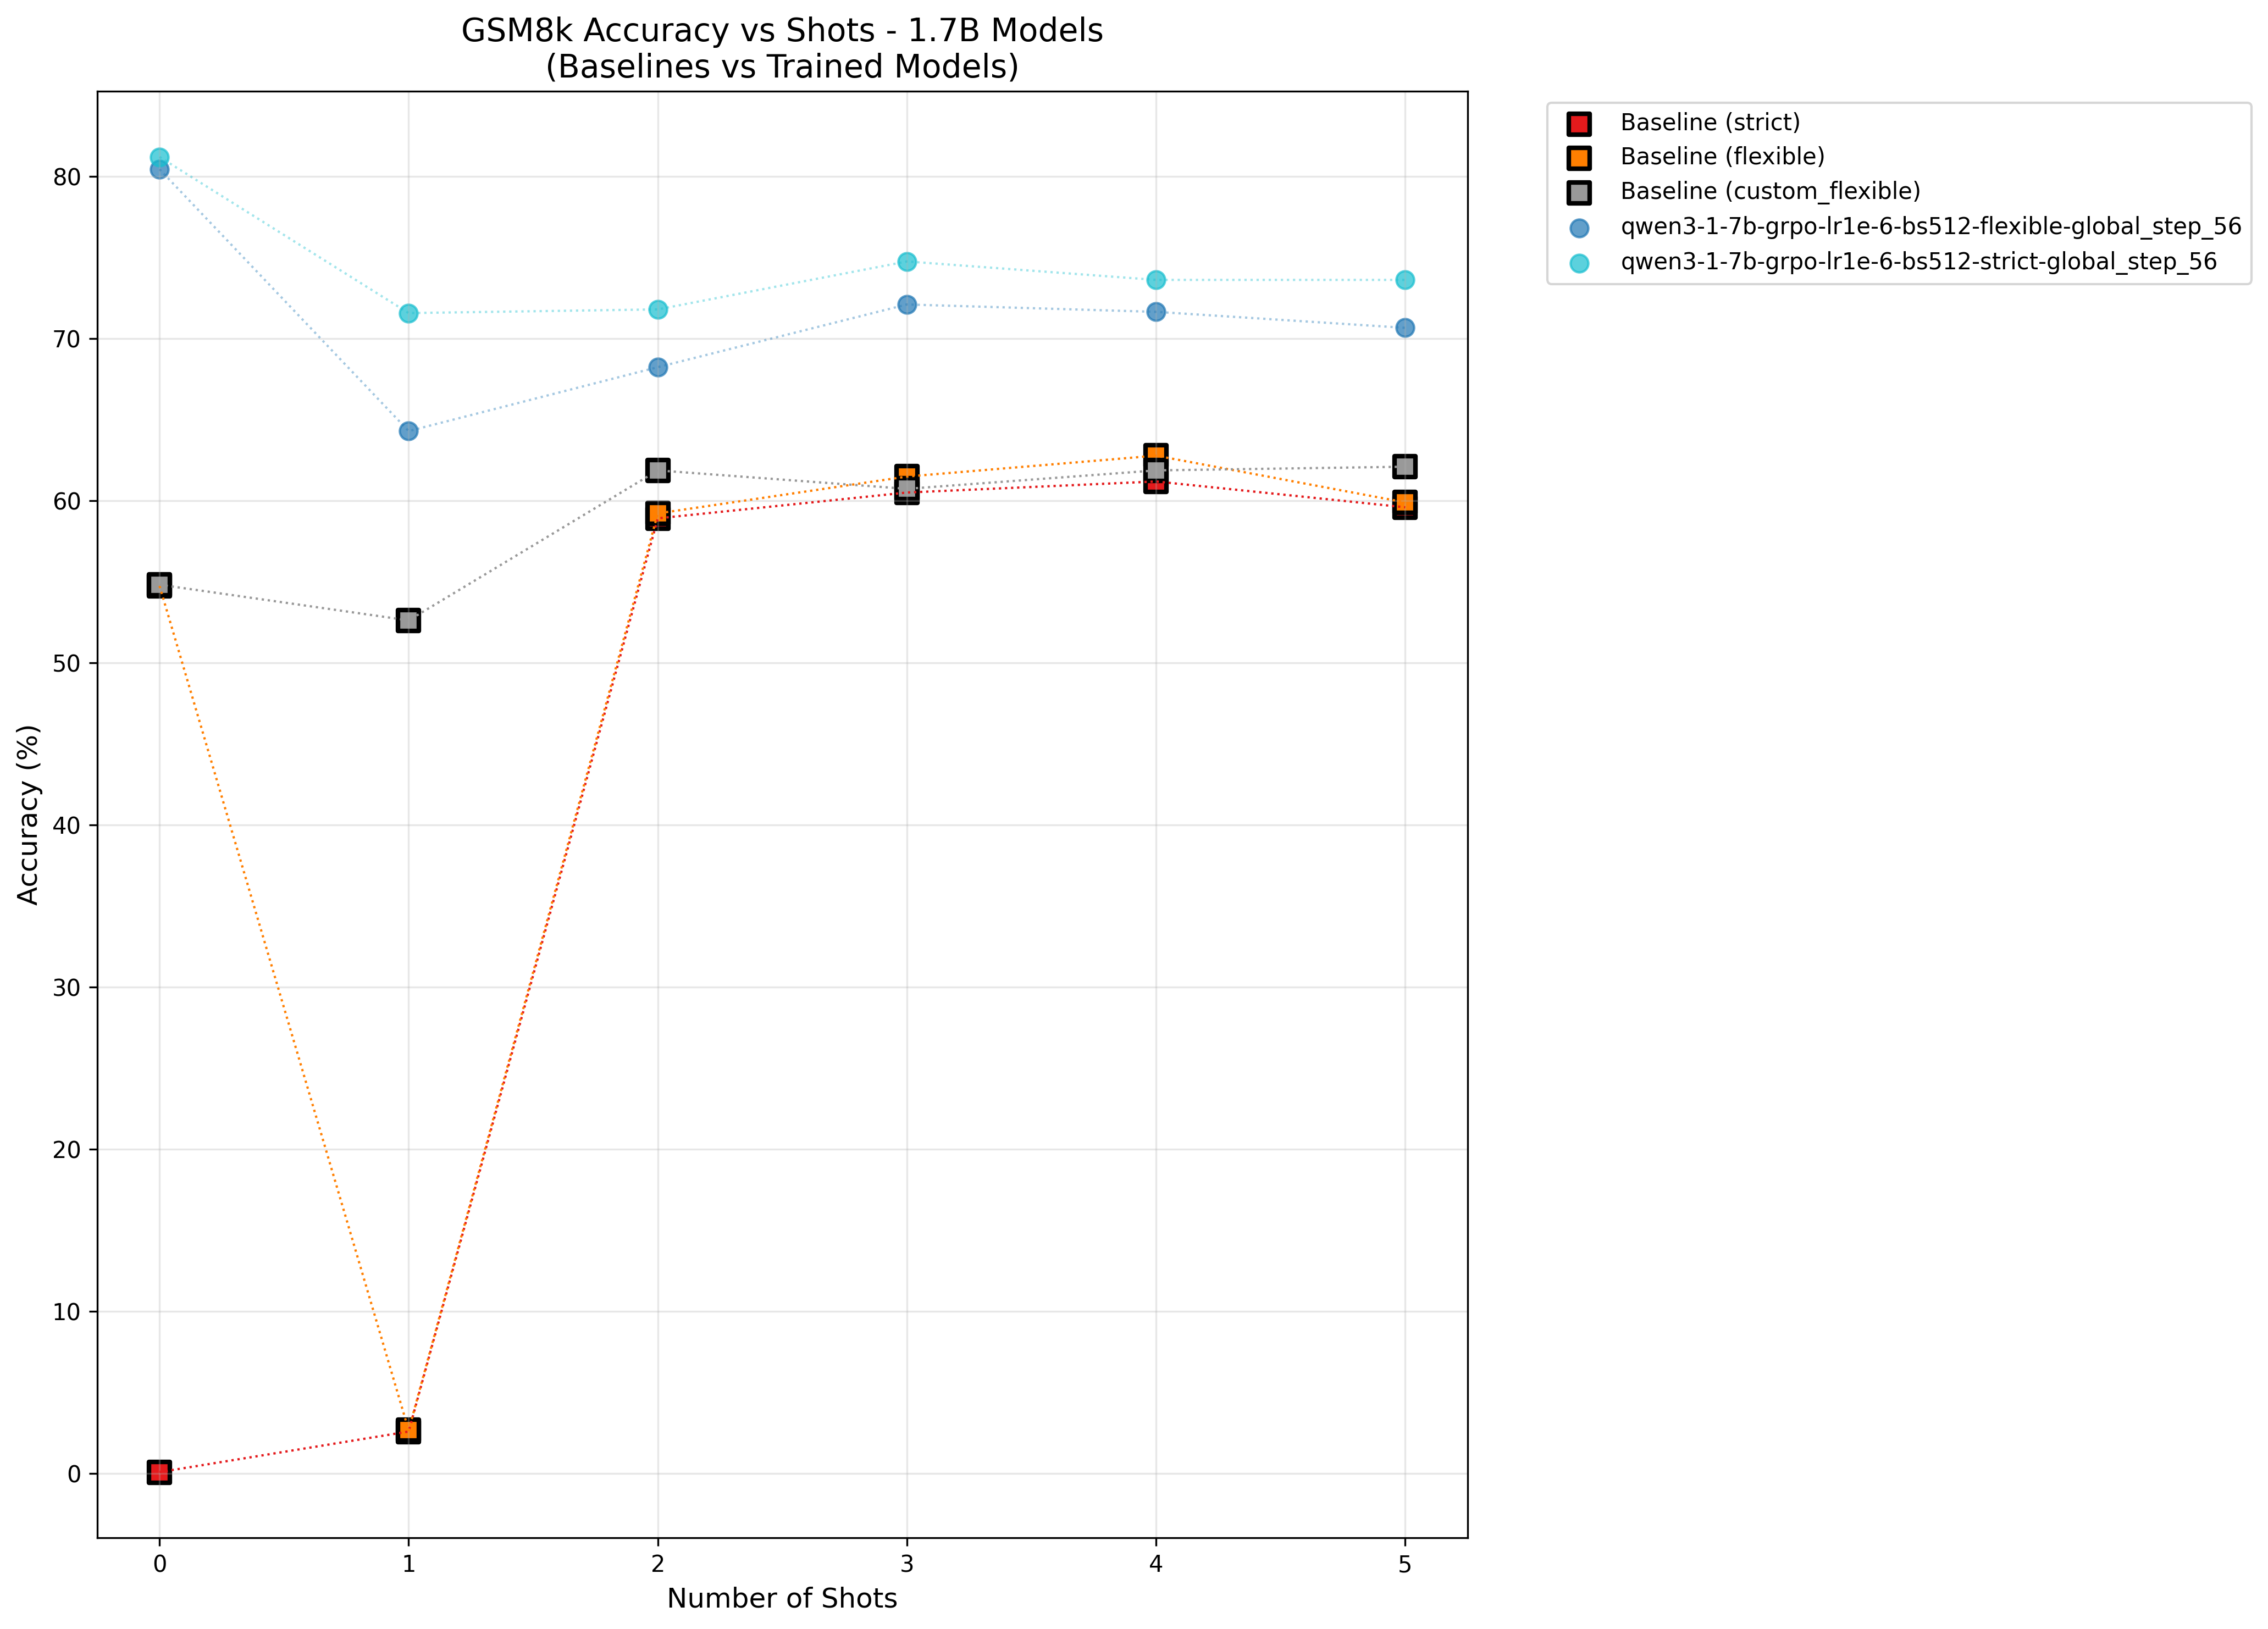 GSM8k Accuracy vs Shots - 1.7B Models
(Baselines vs Trained Models)
Baseline (strict)
Baseline (flexible)
Baseline (custom_flexible)
qwen3-1-7b-grpo-lr1e-6-bs512-flexible-global_step_56
qwen3-1-7b-grpo-lr1e-6-bs512-strict-global_step_56
Accuracy (%)
80
70
60
50
40
30
20
10
0
0 1 2 3 4 5
Number of Shots